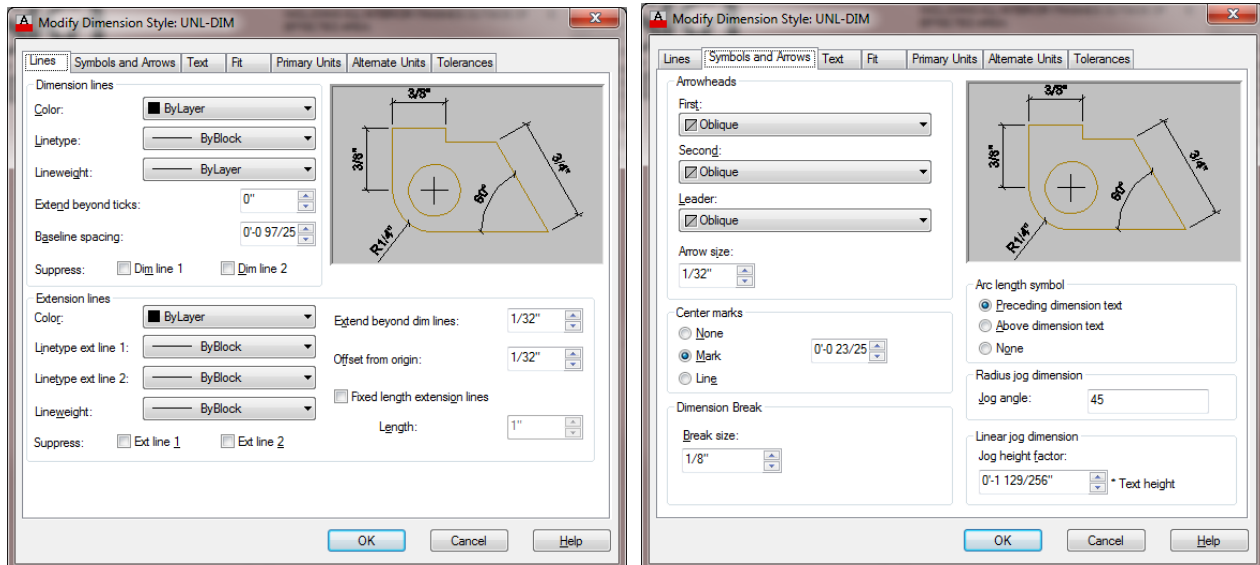 Modify Dimension Style: UNL-DIM
Lines Symbols and Arrows Text Fit Primary Units Alternate Units Tolerances
Dimension lines
Color: ByLayer
Linetype: ByBlock
Lineweight: ByLayer
Extend beyond ticks: 0"
Baseline spacing: 0'-0 97/25
Suppress: Dim line 1 Dim line 2
3/8"
3/8"
3/4"
60°
R1/4"
Extension lines
Color: ByLayer
Linetype ext line 1: ByBlock
Linetype ext line 2: ByBlock
Lineweight: ByBlock
Suppress: Ext line 1 Ext line 2
Extend beyond dim lines: 1/32"
Offset from origin: 1/32"
Fixed length extension lines
Length: 1"
OK Cancel Help
Modify Dimension Style: UNL-DIM
Lines Symbols and Arrows Text Fit Primary Units Alternate Units Tolerances
Arrowheads
First:
Oblique
Second:
Oblique
Leader:
Oblique
Arrow size:
1/32"
Center marks
None
Mark 0'-0 23/25
Line
Dimension Break
Break size:
1/8"
3/8"
3/8"
3/4"
60°
R1/4"
Arc length symbol
Preceding dimension text
Above dimension text
None
Radius jog dimension
Jog angle: 45
Linear jog dimension
Jog height factor:
0'-1 129/256" * Text height
OK Cancel Help